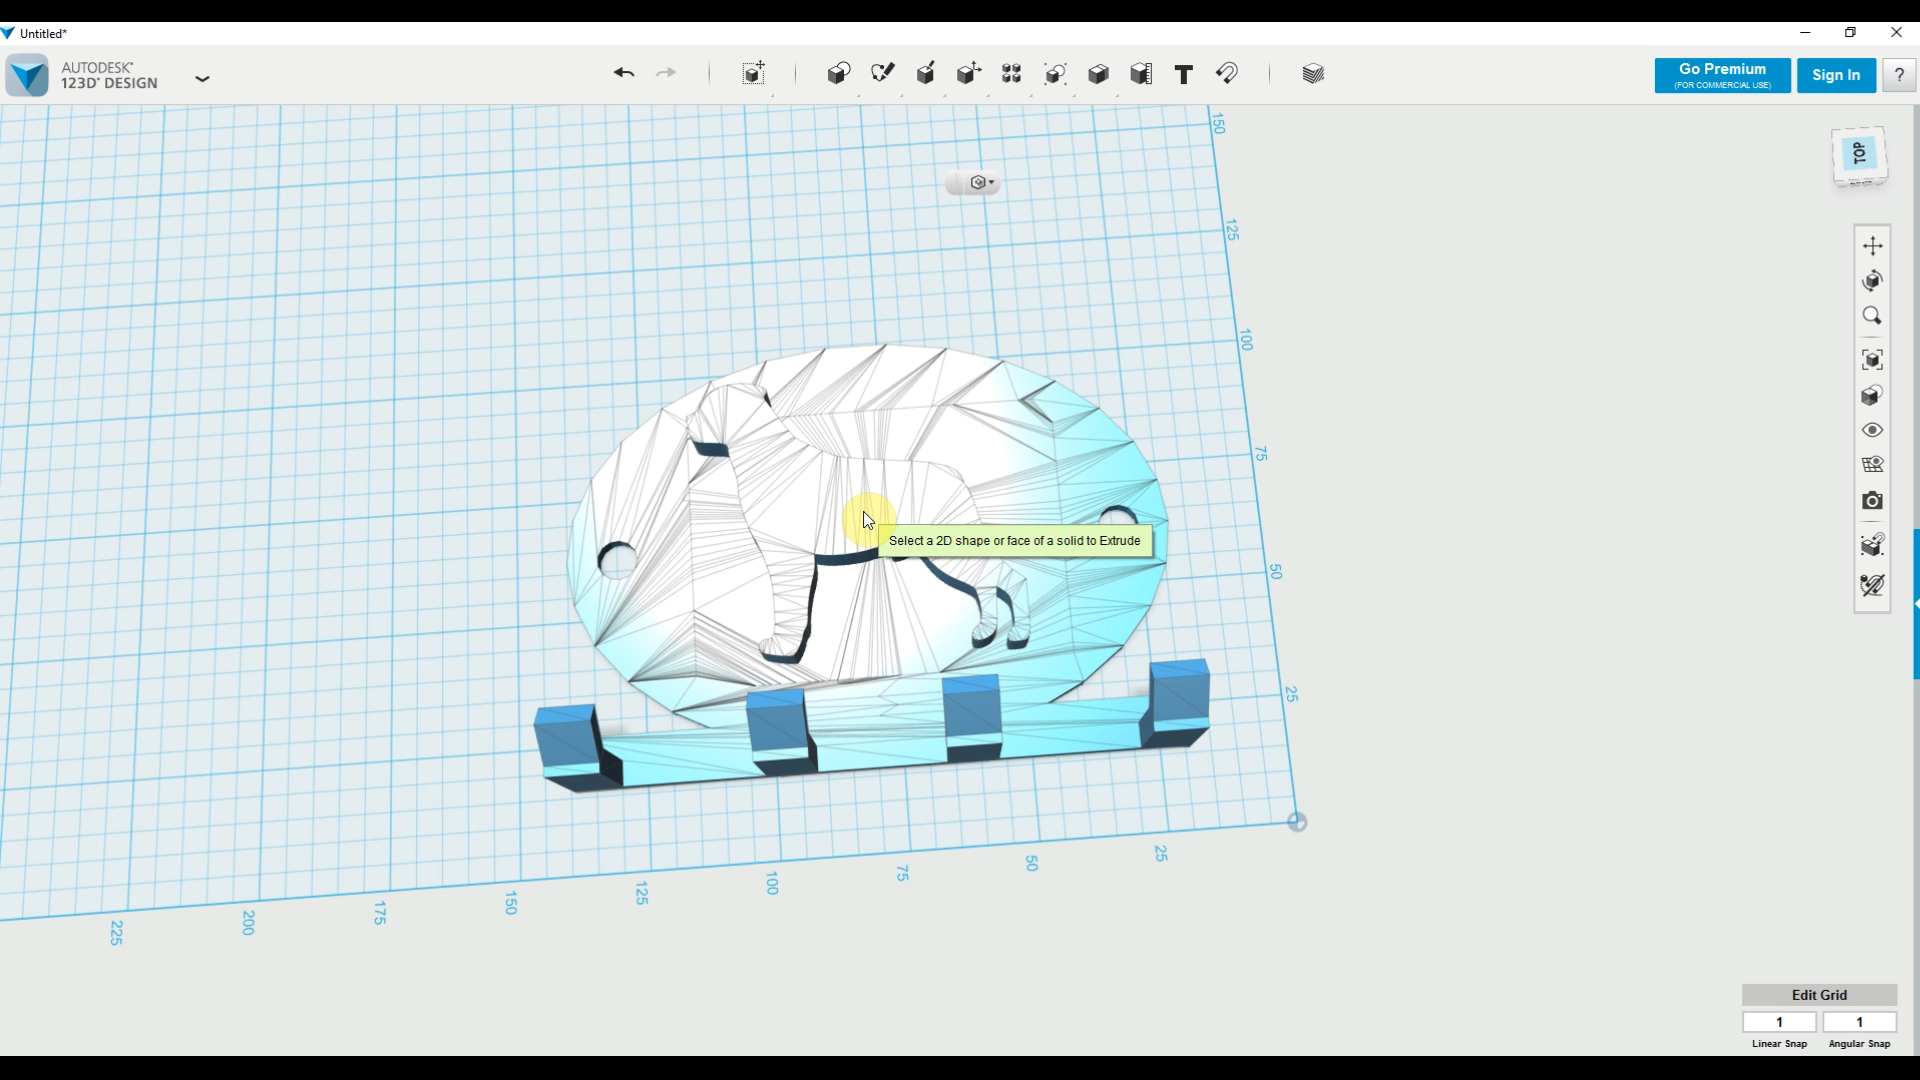 Untitled*
AUTODESK®
123D® DESIGN
Go Premium
(FOR COMMERCIAL USE)
Sign In
?
TOP
150
125
100
75
50
25
Select a 2D shape or face of a solid to Extrude
225
200
175
150
125
100
75
50
25
Edit Grid
1
1
Linear Snap
Angular Snap